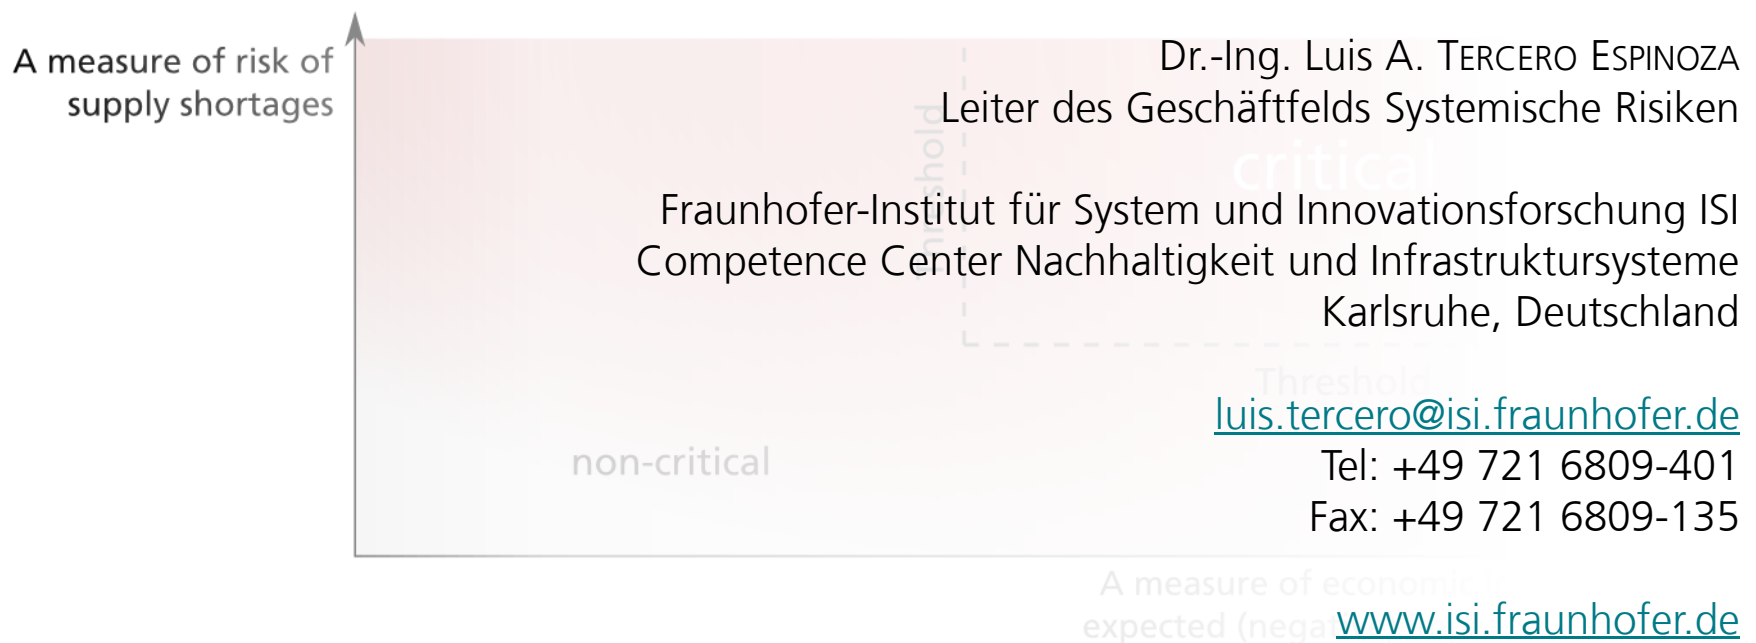 A measure of risk of
supply shortages
Dr.-Ing. Luis A. TERCERO ESPINOZA
Leiter des Geschäftfelds Systemische Risiken
threshold
critical
Fraunhofer-Institut für System und Innovationsforschung ISI
Competence Center Nachhaltigkeit und Infrastruktursysteme
Karlsruhe, Deutschland
Threshold
luis.tercero@isi.fraunhofer.de
non-critical
Tel: +49 721 6809-401
Fax: +49 721 6809-135
A measure of economic
expected
www.isi.fraunhofer.de